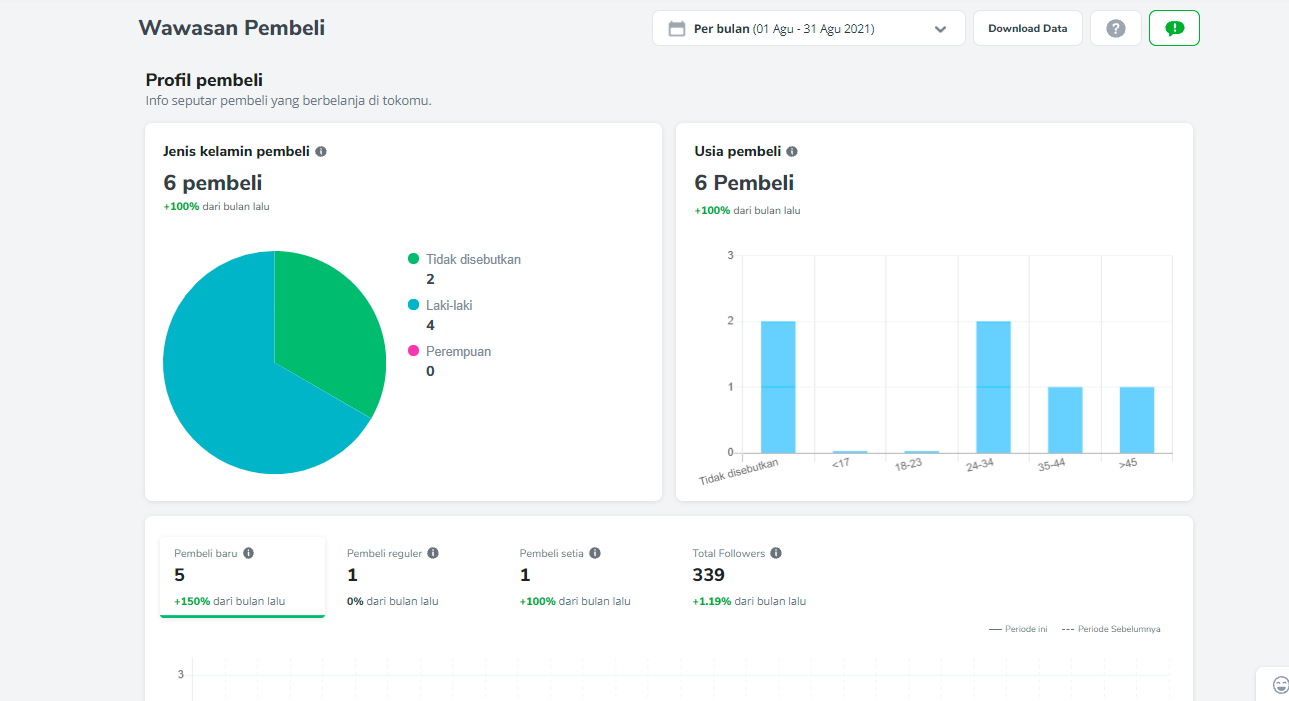 Wawasan Pembeli
Per bulan (01 Agu - 31 Agu 2021)
Download Data
?
!
Profil pembeli
Info seputar pembeli yang berbelanja di tokomu.
Jenis kelamin pembeli
6 pembeli
+100% dari bulan lalu
Tidak disebutkan
2
Laki-laki
4
Perempuan
0
Usia pembeli
6 Pembeli
+100% dari bulan lalu
3
2
1
0
Tidak disebutkan
<17
18-23
24-34
35-44
>45
Pembeli baru
5
+150% dari bulan lalu
Pembeli reguler
1
0% dari bulan lalu
Pembeli setia
1
+100% dari bulan lalu
Total Followers
339
+1.19% dari bulan lalu
Periode ini
Periode Sebelumnya
3